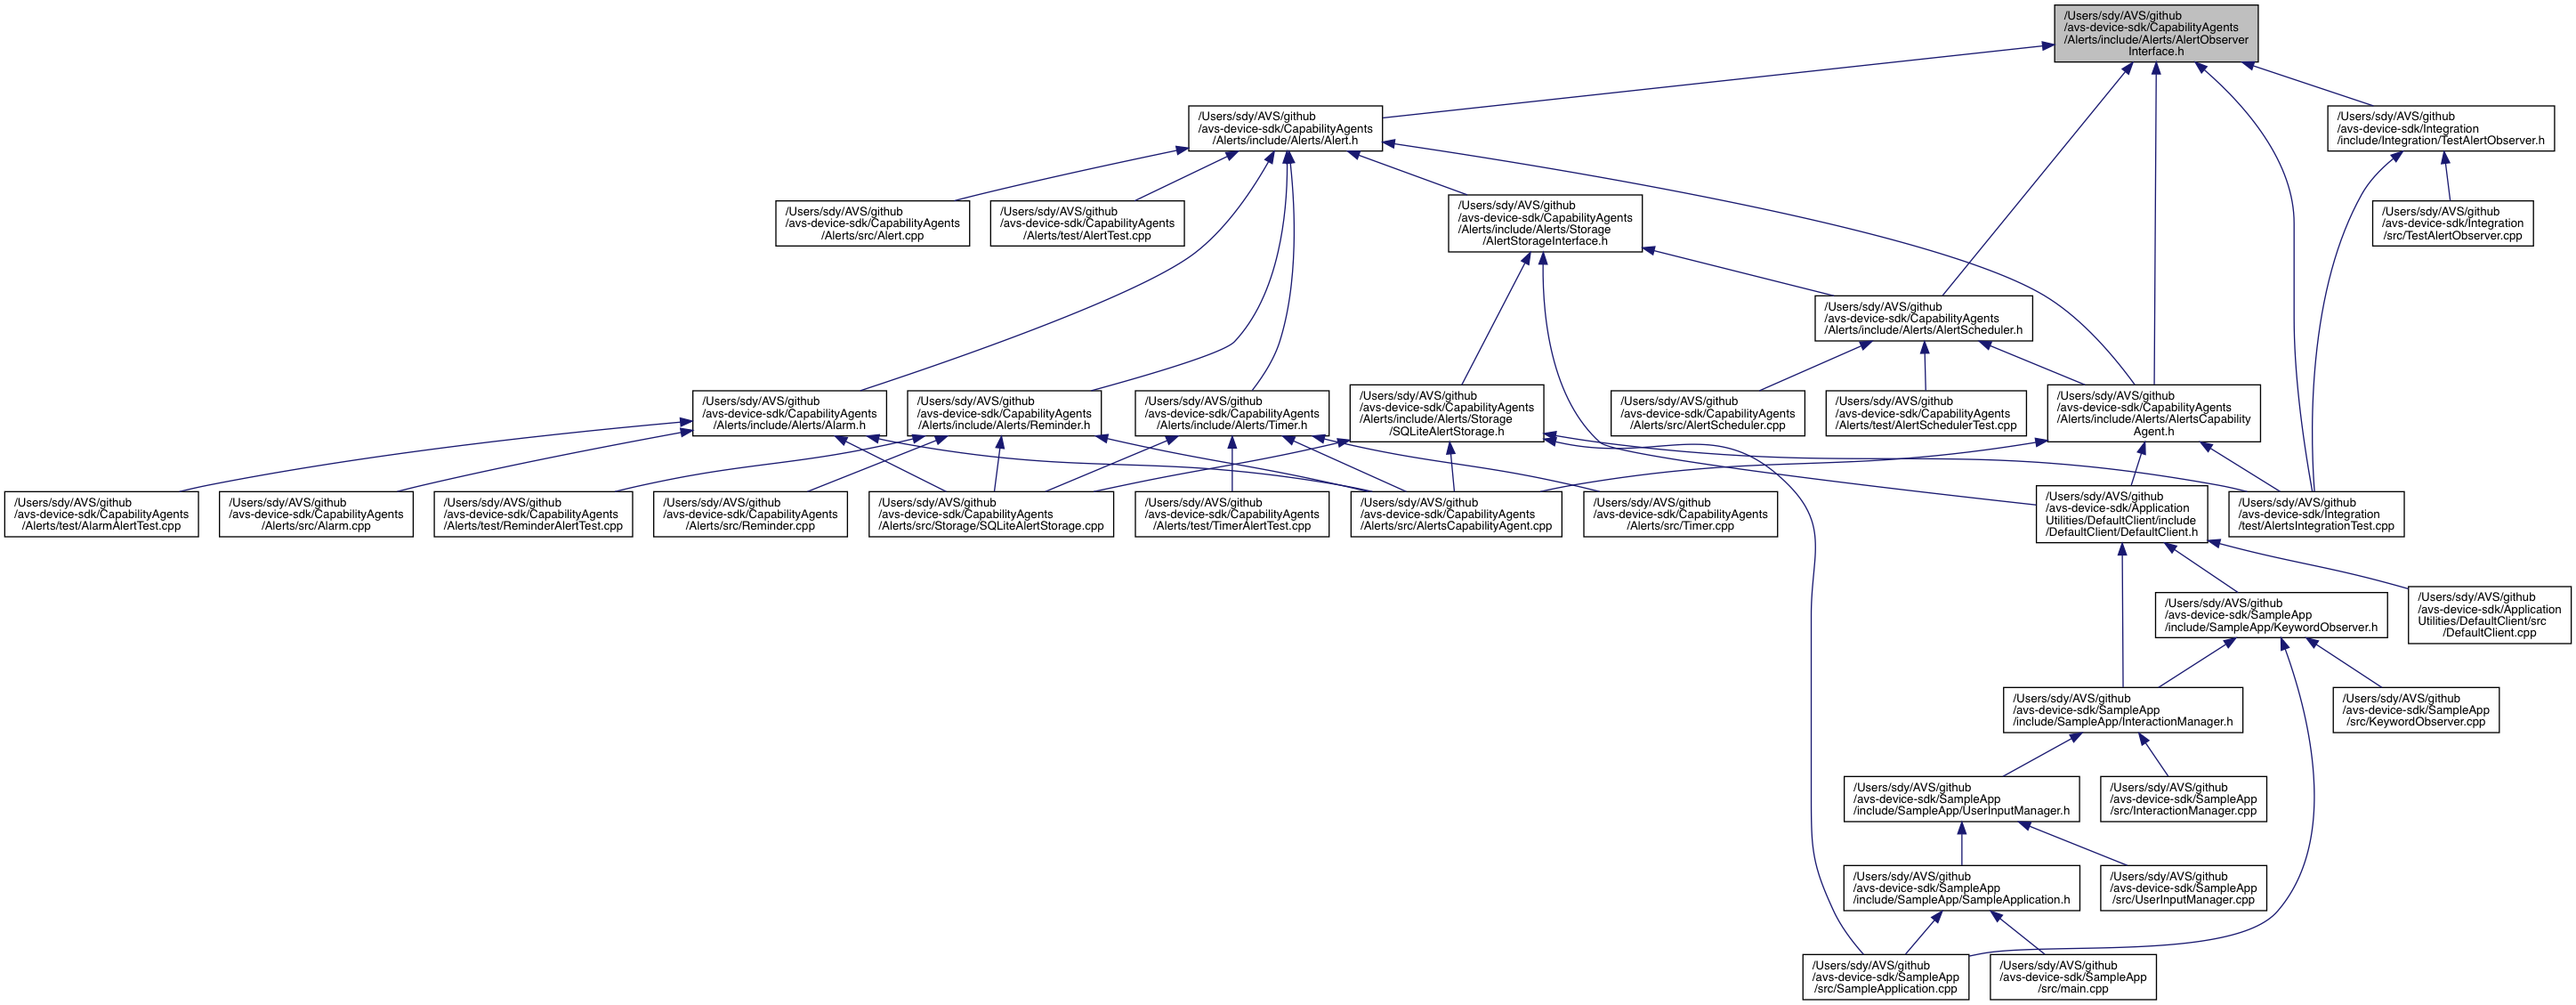 /Users/sdy/AVS/github
/avs-device-sdk/CapabilityAgents
/Alerts/include/Alerts/AlertObserver
Interface.h
/Users/sdy/AVS/github
/avs-device-sdk/CapabilityAgents
/Alerts/include/Alerts/Alert.h
/Users/sdy/AVS/github
/avs-device-sdk/Integration
/include/Integration/TestAlertObserver.h
/Users/sdy/AVS/github
/avs-device-sdk/CapabilityAgents
/Alerts/src/Alert.cpp
/Users/sdy/AVS/github
/avs-device-sdk/CapabilityAgents
/Alerts/test/AlertTest.cpp
/Users/sdy/AVS/github
/avs-device-sdk/CapabilityAgents
/Alerts/include/Alerts/Storage
/AlertStorageInterface.h
/Users/sdy/AVS/github
/avs-device-sdk/Integration
/src/TestAlertObserver.cpp
/Users/sdy/AVS/github
/avs-device-sdk/CapabilityAgents
/Alerts/include/Alerts/AlertScheduler.h
/Users/sdy/AVS/github
/avs-device-sdk/CapabilityAgents
/Alerts/include/Alerts/Alarm.h
/Users/sdy/AVS/github
/avs-device-sdk/CapabilityAgents
/Alerts/include/Alerts/Reminder.h
/Users/sdy/AVS/github
/avs-device-sdk/CapabilityAgents
/Alerts/include/Alerts/Timer.h
/Users/sdy/AVS/github
/avs-device-sdk/CapabilityAgents
/Alerts/include/Alerts/Storage
/SQLiteAlertStorage.h
/Users/sdy/AVS/github
/avs-device-sdk/CapabilityAgents
/Alerts/src/AlertScheduler.cpp
/Users/sdy/AVS/github
/avs-device-sdk/CapabilityAgents
/Alerts/test/AlertSchedulerTest.cpp
/Users/sdy/AVS/github
/avs-device-sdk/CapabilityAgents
/Alerts/include/Alerts/AlertsCapability
Agent.h
/Users/sdy/AVS/github
/avs-device-sdk/CapabilityAgents
/Alerts/test/AlarmAlertTest.cpp
/Users/sdy/AVS/github
/avs-device-sdk/CapabilityAgents
/Alerts/src/Alarm.cpp
/Users/sdy/AVS/github
/avs-device-sdk/CapabilityAgents
/Alerts/test/ReminderAlertTest.cpp
/Users/sdy/AVS/github
/avs-device-sdk/CapabilityAgents
/Alerts/src/Reminder.cpp
/Users/sdy/AVS/github
/avs-device-sdk/CapabilityAgents
/Alerts/src/Storage/SQLiteAlertStorage.cpp
/Users/sdy/AVS/github
/avs-device-sdk/CapabilityAgents
/Alerts/test/TimerAlertTest.cpp
/Users/sdy/AVS/github
/avs-device-sdk/CapabilityAgents
/Alerts/src/AlertsCapabilityAgent.cpp
/Users/sdy/AVS/github
/avs-device-sdk/CapabilityAgents
/Alerts/src/Timer.cpp
/Users/sdy/AVS/github
/avs-device-sdk/Application
Utilities/DefaultClient/include
/DefaultClient/DefaultClient.h
/Users/sdy/AVS/github
/avs-device-sdk/Integration
/test/AlertsIntegrationTest.cpp
/Users/sdy/AVS/github
/avs-device-sdk/SampleApp
/include/SampleApp/KeywordObserver.h
/Users/sdy/AVS/github
/avs-device-sdk/Application
Utilities/DefaultClient/src
/DefaultClient.cpp
/Users/sdy/AVS/github
/avs-device-sdk/SampleApp
/include/SampleApp/InteractionManager.h
/Users/sdy/AVS/github
/avs-device-sdk/SampleApp
/src/KeywordObserver.cpp
/Users/sdy/AVS/github
/avs-device-sdk/SampleApp
/include/SampleApp/UserInputManager.h
/Users/sdy/AVS/github
/avs-device-sdk/SampleApp
/src/InteractionManager.cpp
/Users/sdy/AVS/github
/avs-device-sdk/SampleApp
/include/SampleApp/SampleApplication.h
/Users/sdy/AVS/github
/avs-device-sdk/SampleApp
/src/UserInputManager.cpp
/Users/sdy/AVS/github
/avs-device-sdk/SampleApp
/src/SampleApplication.cpp
/Users/sdy/AVS/github
/avs-device-sdk/SampleApp
/src/main.cpp